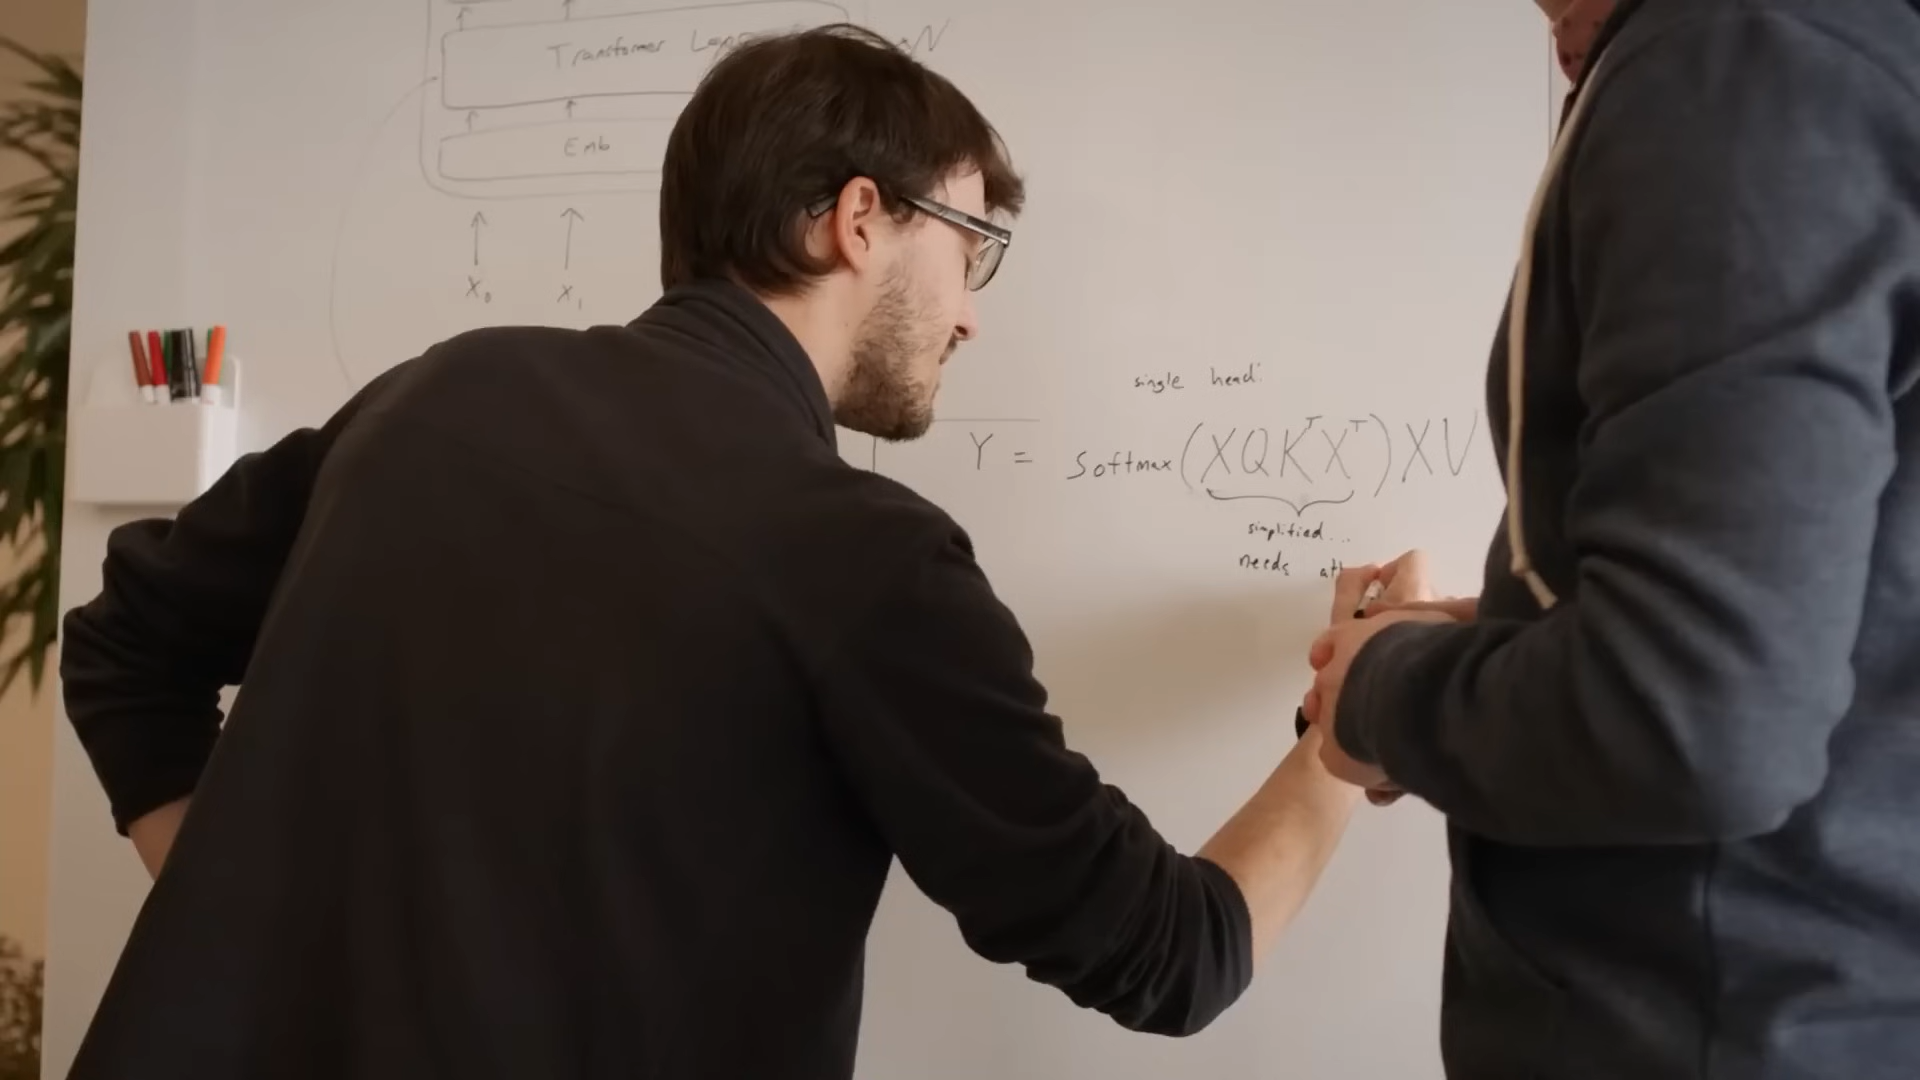 Transformer
Emb
X₀ X₁
single head:
Y = Softmax(XQKᵀXᵀ)XV
simplified...
needs